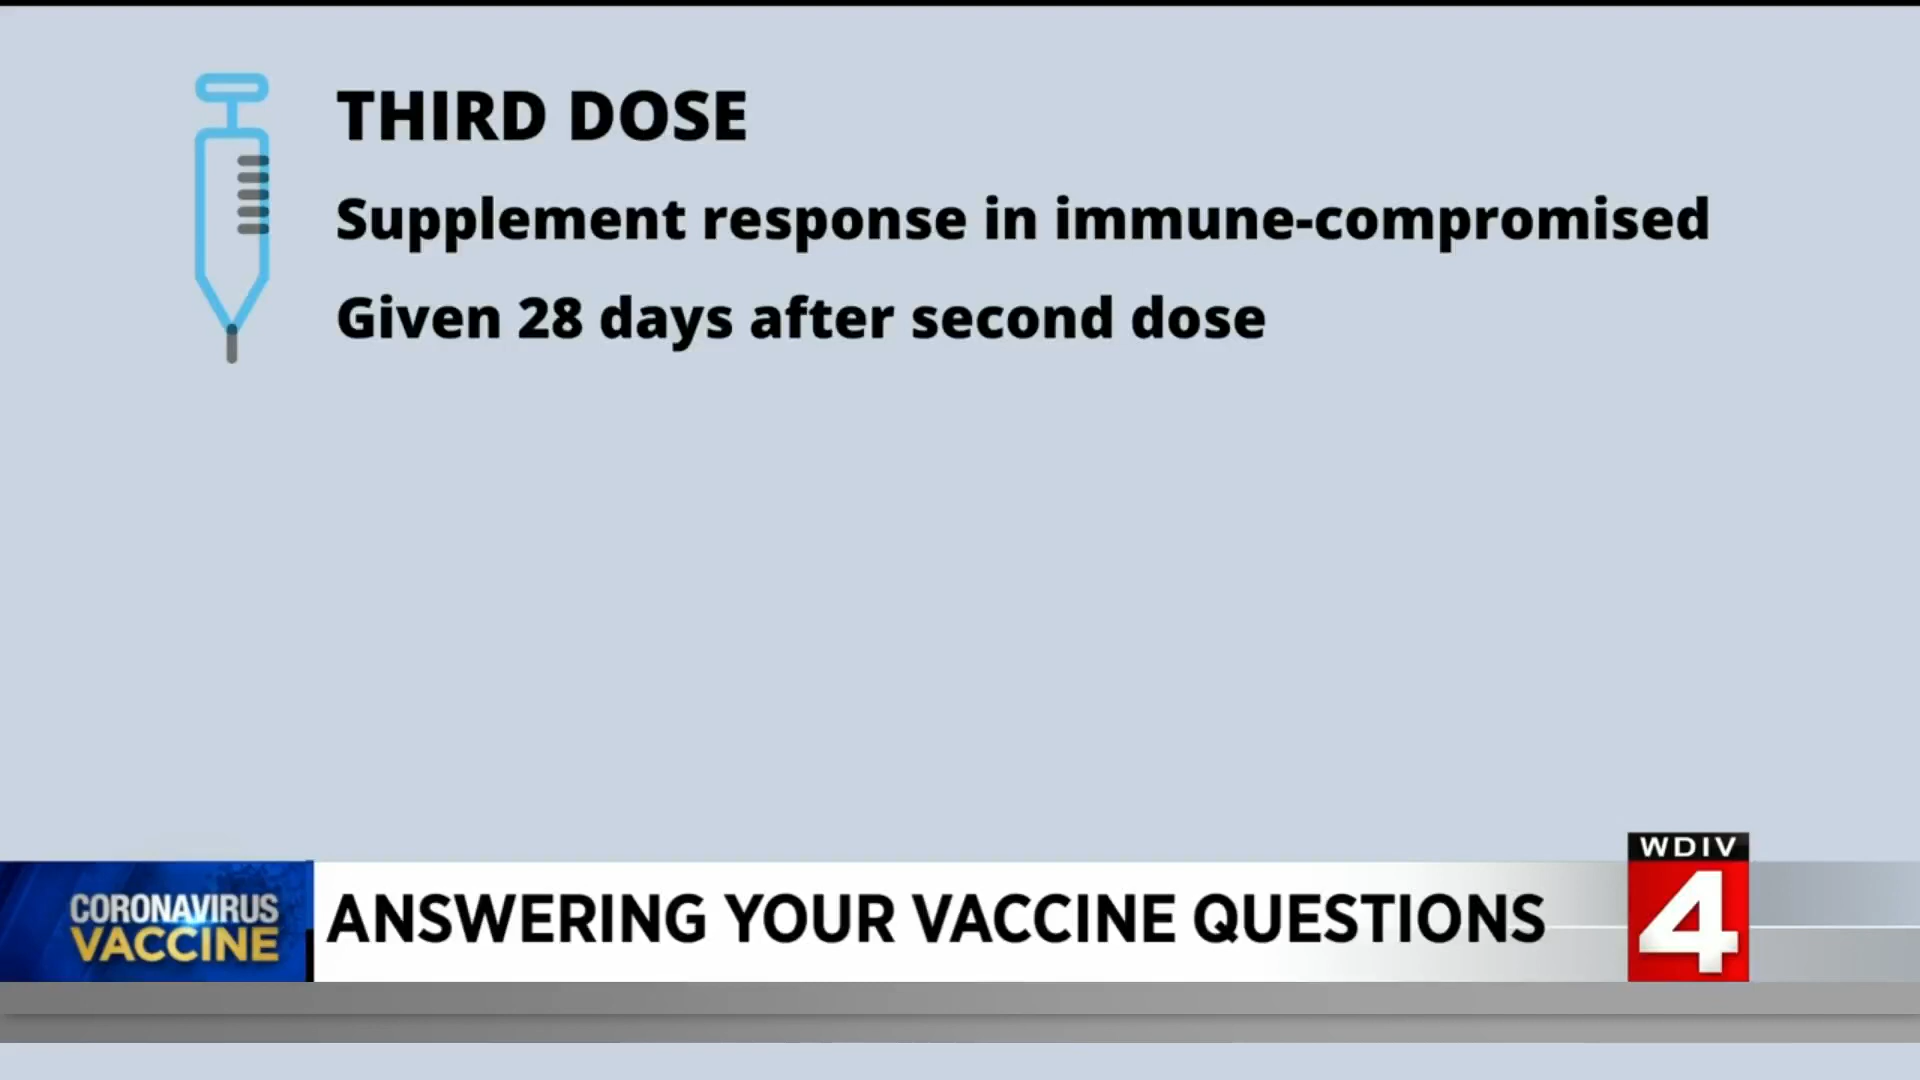 THIRD DOSE
Supplement response in immune-compromised
Given 28 days after second dose
WDIV
4
CORONAVIRUS
VACCINE
ANSWERING YOUR VACCINE QUESTIONS